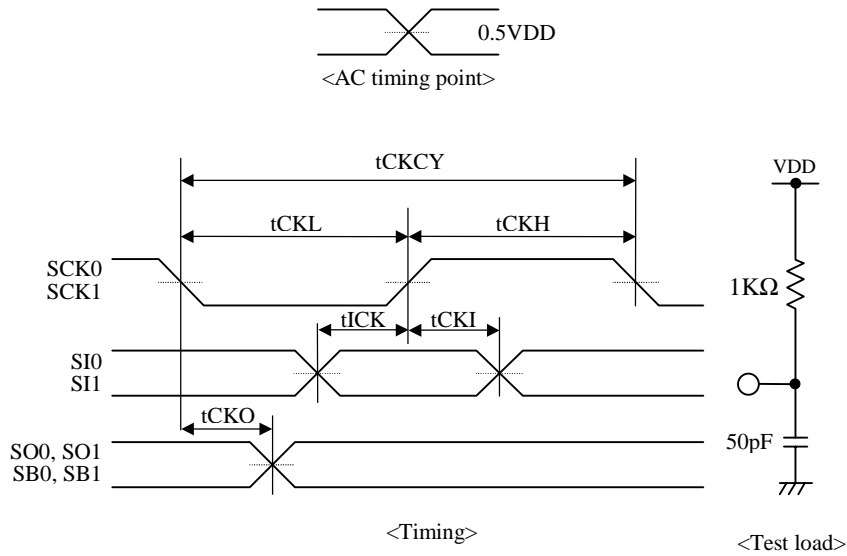 0.5VDD
<AC timing point>
tCKCY
VDD
tCKL
tCKH
SCK0
SCK1
1KΩ
tICK
tCKI
SI0
SI1
tCKO
SO0, SO1
SB0, SB1
50pF
<Timing>
<Test load>